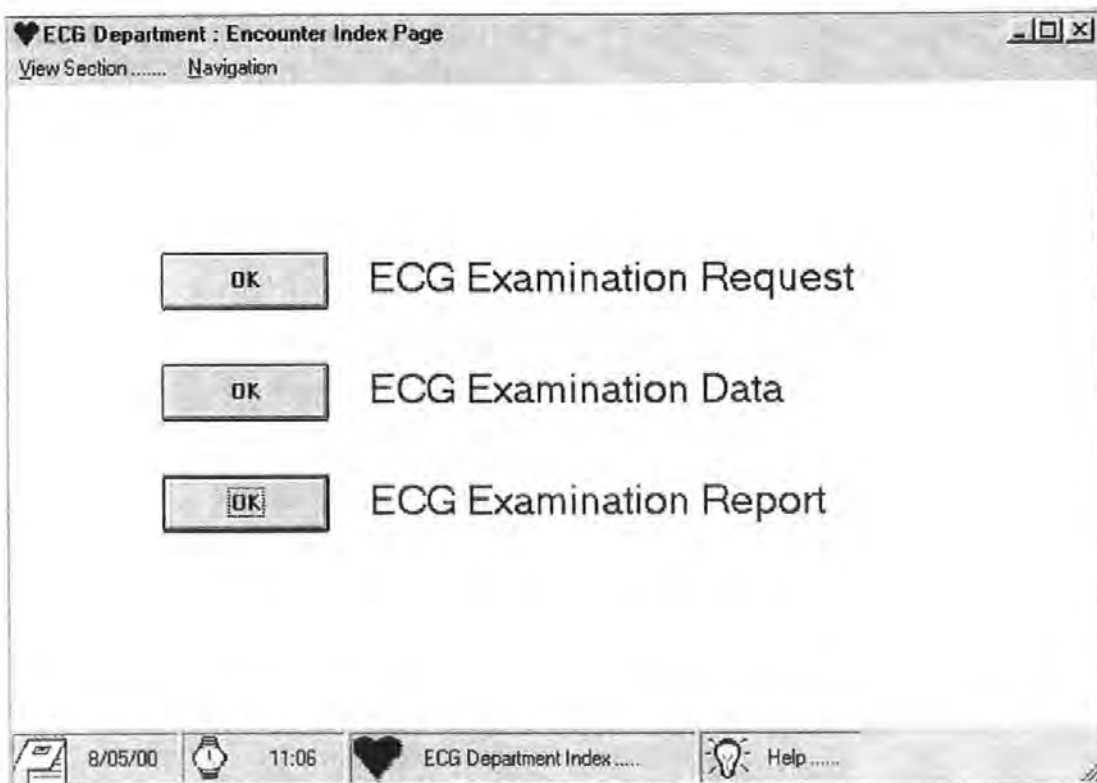 ECG Department : Encounter Index Page
View Section ....... Navigation
OK ECG Examination Request
OK ECG Examination Data
OK ECG Examination Report
8/05/00 11:06 ECG Department Index ..... Help ......